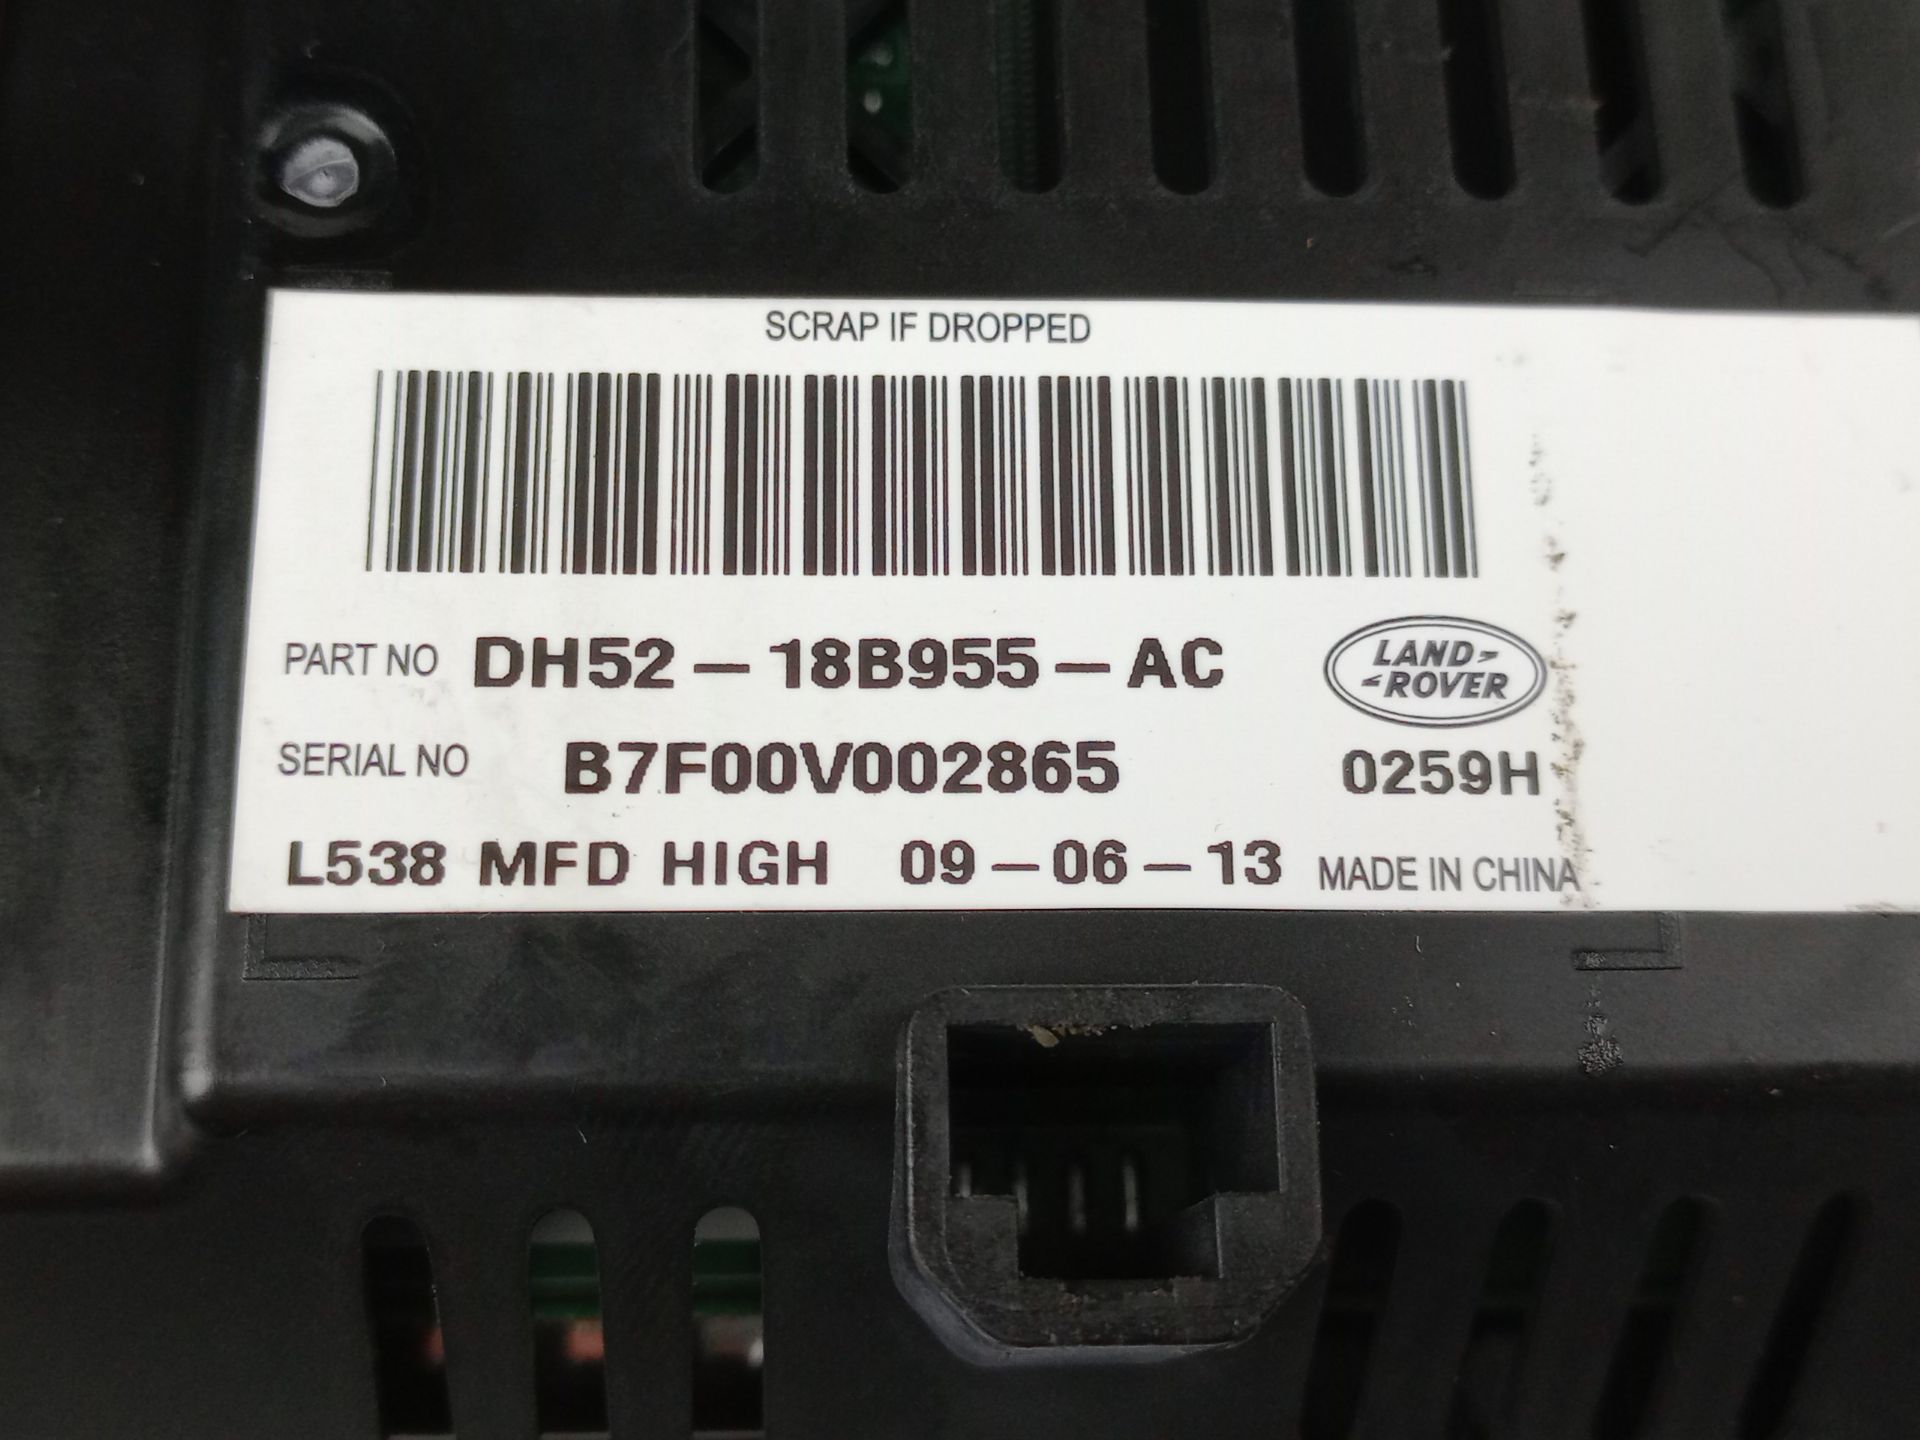 SCRAP IF DROPPED
PART NO DH52-18B955-AC
LAND ROVER
SERIAL NO B7F00V002865 0259H
L538 MFD HIGH 09-06-13 MADE IN CHINA